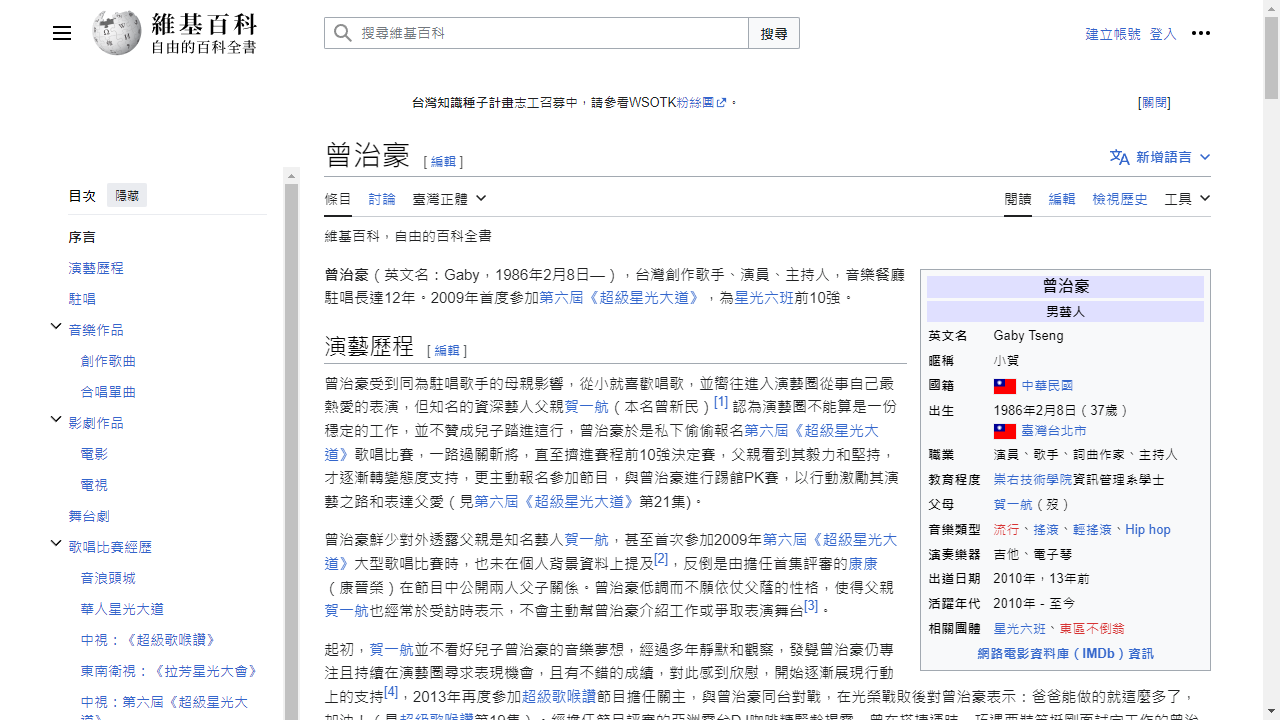 維基百科
自由的百科全書
搜尋維基百科
搜尋
建立帳號 登入
台灣知識種子計畫志工召募中,請參看WSOTK粉絲團。
[關閉]
曾治豪 [編輯]
新增語言
目次 隱藏
序言
演藝歷程
駐唱
音樂作品
創作歌曲
合唱單曲
影劇作品
電影
電視
舞台劇
歌唱比賽經歷
音浪頭城
華人星光大道
中視:《超級歌喉讚》
東南衛視:《拉芳星光大會》
中視:第六屆《超級星光大
道》
條目 討論 臺灣正體
閱讀 編輯 檢視歷史 工具
維基百科,自由的百科全書
曾治豪(英文名:Gaby,1986年2月8日—),台灣創作歌手、演員、主持人,音樂餐廳
駐唱長達12年。2009年首度參加第六屆《超級星光大道》,為星光六班前10強。
演藝歷程 [編輯]
曾治豪受到同為駐唱歌手的母親影響,從小就喜歡唱歌,並嚮往進入演藝圈從事自己最
熱愛的表演,但知名的資深藝人父親賀一航(本名曾新民)[1] 認為演藝圈不能算是一份
穩定的工作,並不贊成兒子踏進這行,曾治豪於是私下偷偷報名第六屆《超級星光大
道》歌唱比賽,一路過關斬將,直至擠進賽程前10強決定賽,父親看到其毅力和堅持,
才逐漸轉變態度支持,更主動報名參加節目,與曾治豪進行踢館PK賽,以行動激勵其演
藝之路和表達父愛(見第六屆《超級星光大道》第21集)。
曾治豪鮮少對外透露父親是知名藝人賀一航,甚至首次參加2009年第六屆《超級星光大
道》大型歌唱比賽時,也未在個人背景資料上提及[2],反倒是由擔任首集評審的康康
(康晉榮)在節目中公開兩人父子關係。曾治豪低調而不願依仗父蔭的性格,使得父親
賀一航也經常於受訪時表示,不會主動幫曾治豪介紹工作或爭取表演舞台[3]。
起初,賀一航並不看好兒子曾治豪的音樂夢想,經過多年靜默和觀察,發覺曾治豪仍專
注且持續在演藝圈尋求表現機會,且有不錯的成績,對此感到欣慰,開始逐漸展現行動
上的支持[4],2013年再度參加超級歌喉讚節目擔任關主,與曾治豪同台對戰,在光榮戰敗後對曾治豪表示:爸爸能做的就這麼多了,
曾治豪
男藝人
英文名 Gaby Tseng
暱稱 小賀
國籍 中華民國
出生 1986年2月8日(37歲)
臺灣台北市
職業 演員、歌手、詞曲作家、主持人
教育程度 崇右技術學院資訊管理系學士
父母 賀一航(歿)
音樂類型 流行、搖滾、輕搖滾、Hip hop
演奏樂器 吉他、電子琴
出道日期 2010年,13年前
活躍年代 2010年 - 至今
相關團體 星光六班、東區不倒翁
網路電影資料庫(IMDb)資訊